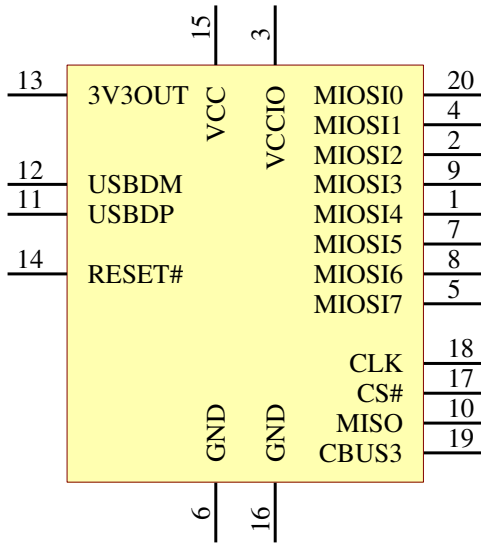 15 3
13 3V3OUT VCC VCCIO MIOSI0 20
MIOSI1 4
MIOSI2 2
12 USBDM MIOSI3 9
11 USBDP MIOSI4 1
MIOSI5 7
14 RESET# MIOSI6 8
MIOSI7 5
CLK 18
CS# 17
GND GND MISO 10
CBUS3 19
6 16